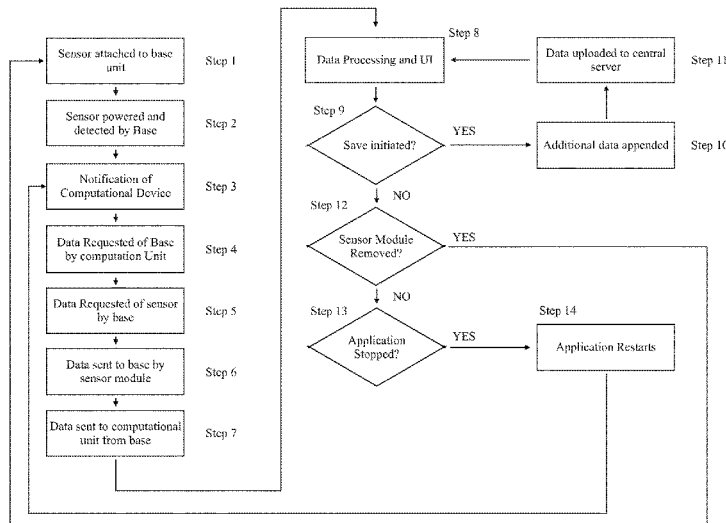 Sensor attached to base
unit
Step 1
Sensor powered and
detected by Base
Step 2
Notification of
Computational Device
Step 3
Data Requested of Base
by computation Unit
Step 4
Data Requested of sensor
by base
Step 5
Data sent to base by
sensor module
Step 6
Data sent to computational
unit from base
Step 7
Step 8
Data Processing and UI
Step 9
Save initiated?
YES
NO
Additional data appended
Step 10
Data uploaded to central
server
Step 11
Step 12
Sensor Module
Removed?
YES
NO
Step 13
Application
Stopped?
YES
Step 14
Application Restarts